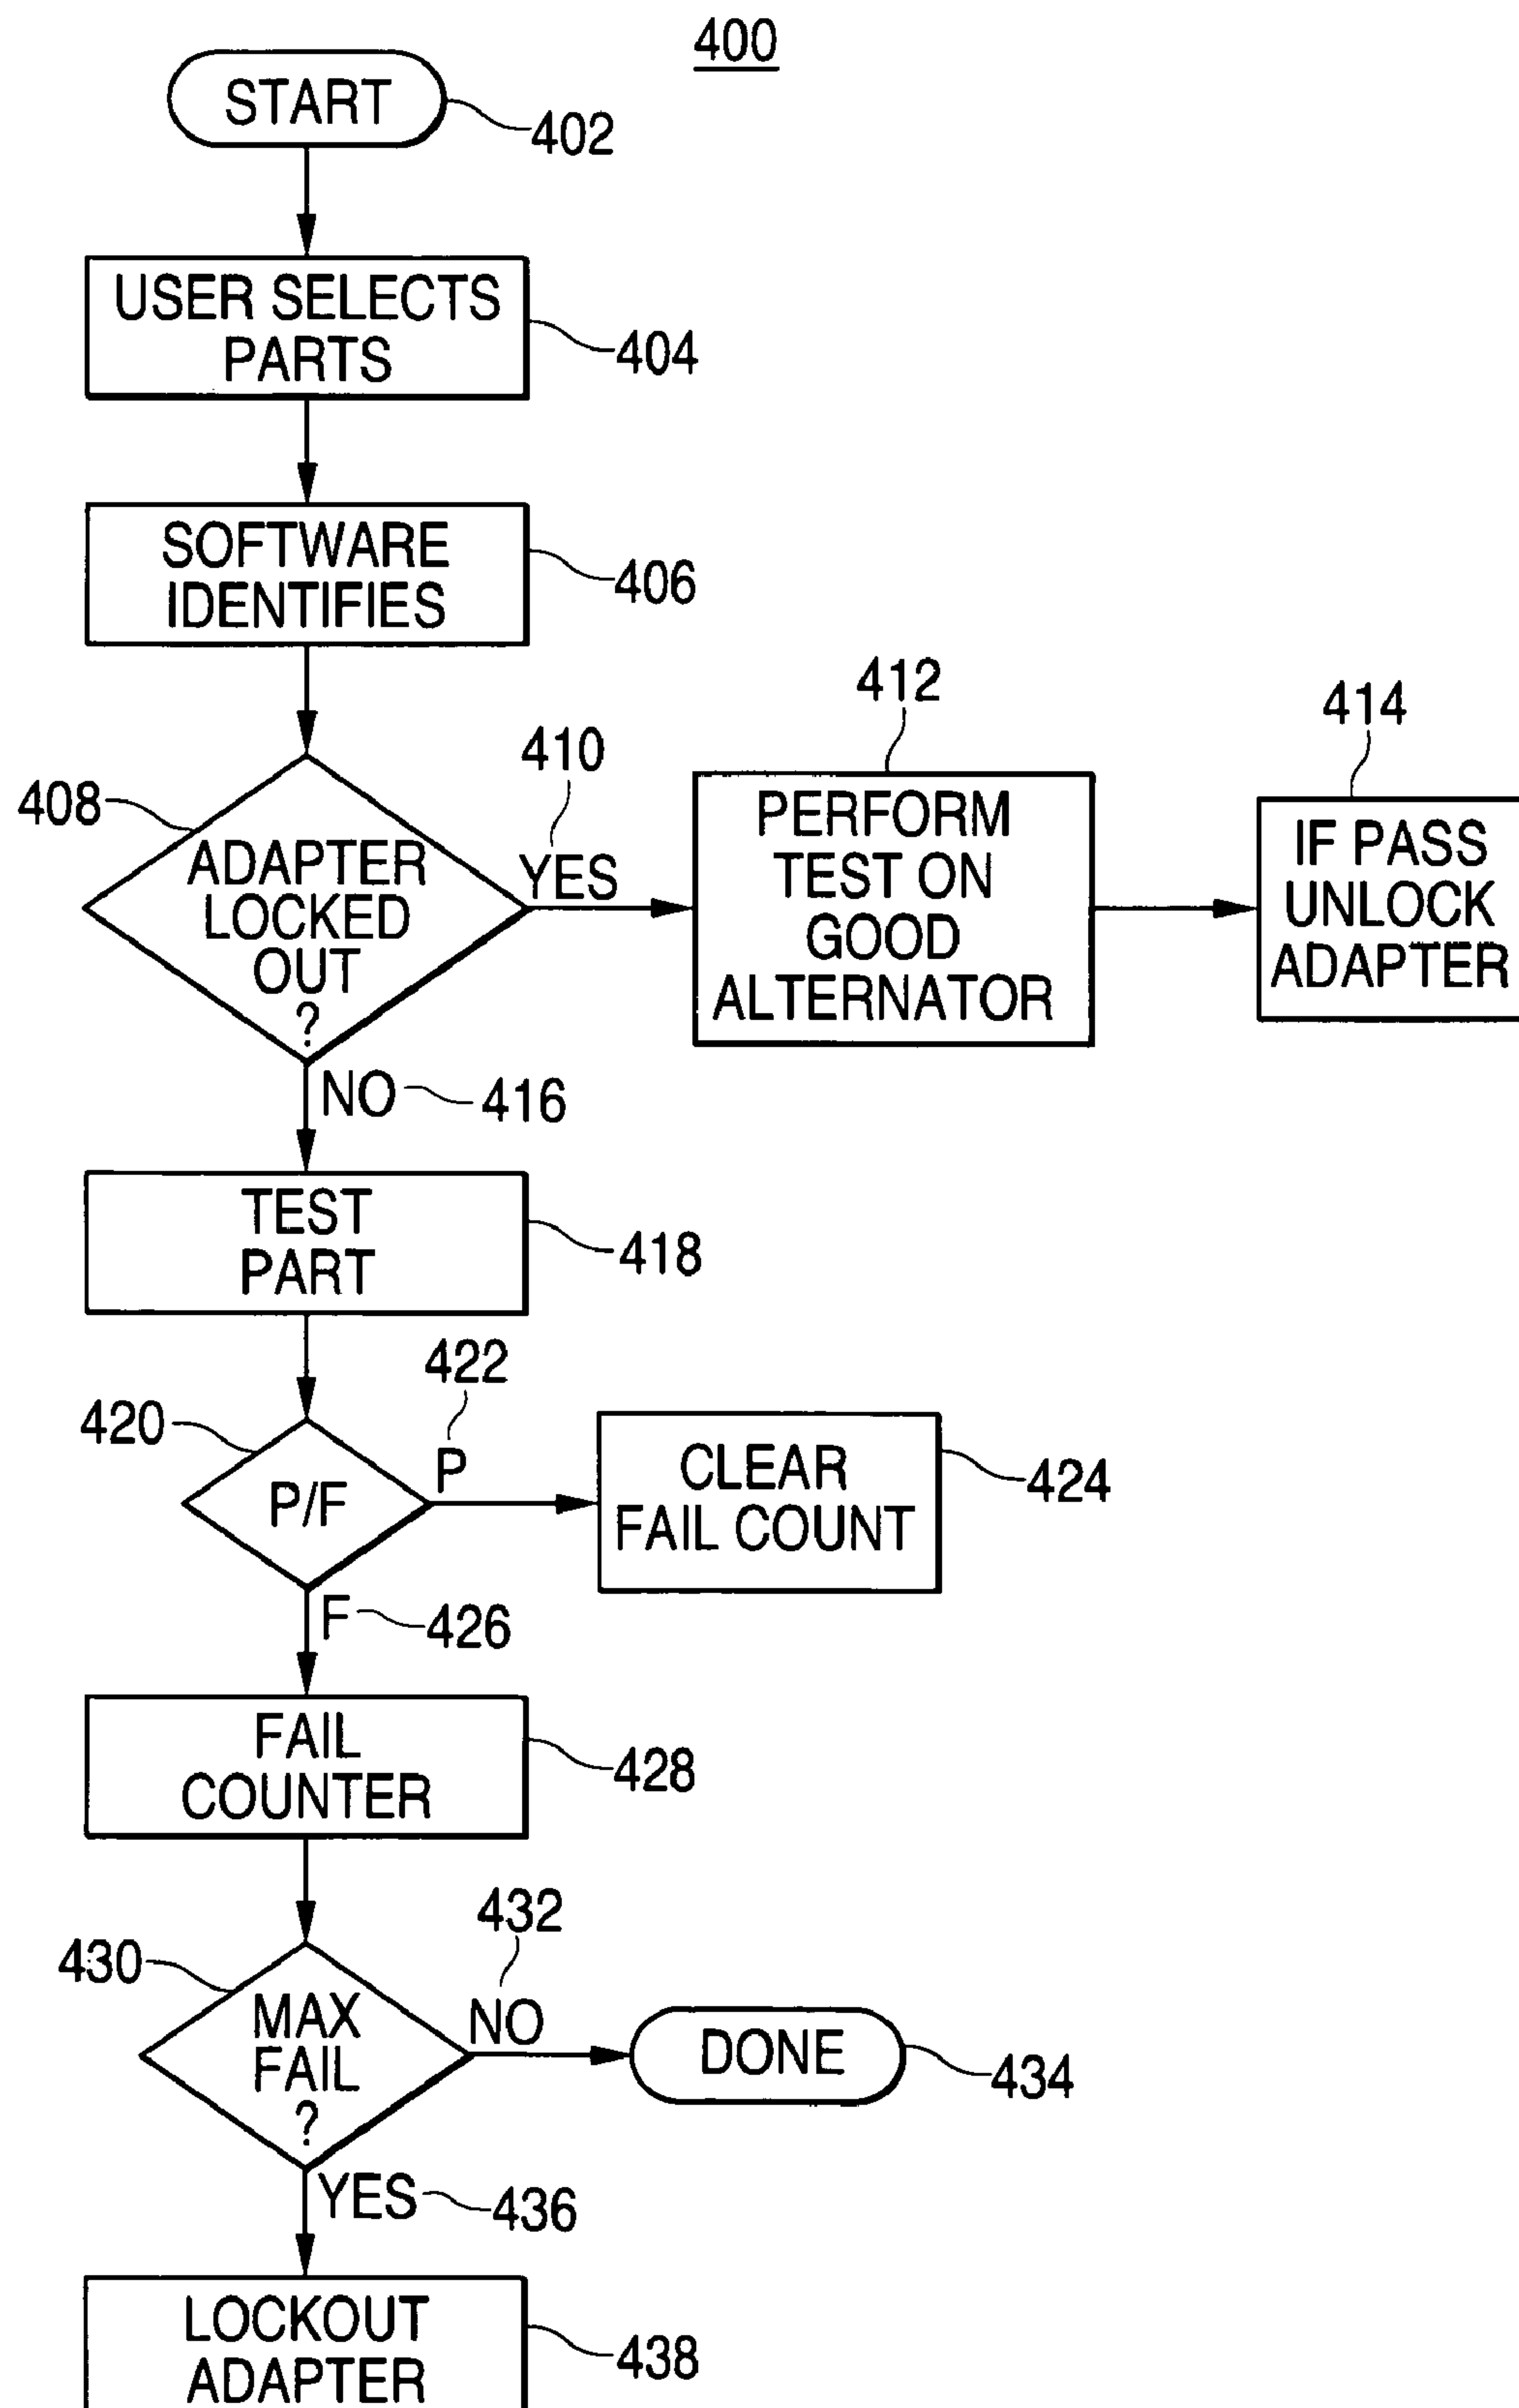 400
START
402
USER SELECTS
PARTS
404
SOFTWARE
IDENTIFIES
406
408
ADAPTER
LOCKED
OUT
?
410
YES
412
PERFORM
TEST ON
GOOD
ALTERNATOR
414
IF PASS
UNLOCK
ADAPTER
NO
416
TEST
PART
418
420
P/F
422
P
CLEAR
FAIL COUNT
424
F
426
FAIL
COUNTER
428
430
MAX
FAIL
?
432
NO
DONE
434
YES
436
LOCKOUT
ADAPTER
438